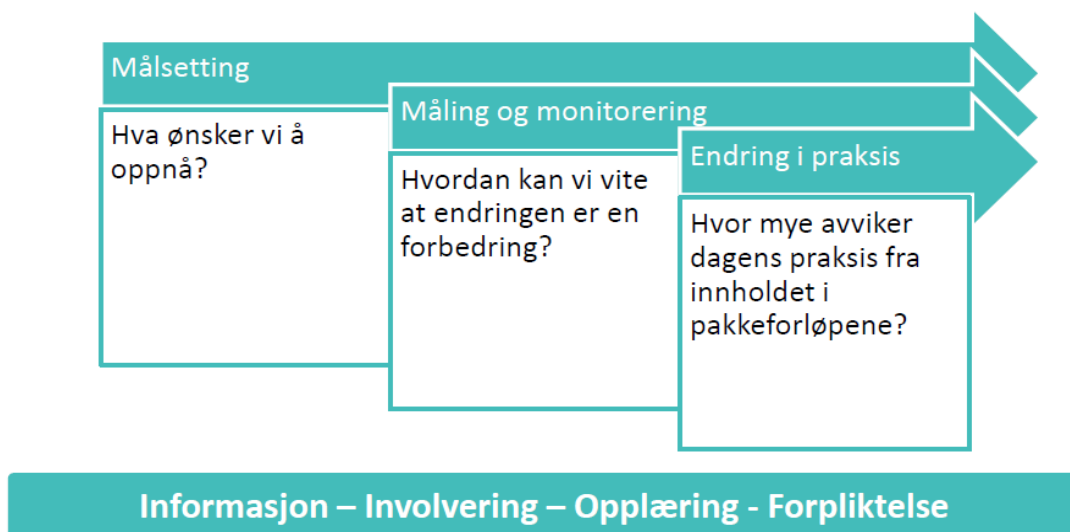 Målsetting
Hva ønsker vi å
oppnå?
Måling og monitorering
Hvordan kan vi vite
at endringen er en
forbedring?
Endring i praksis
Hvor mye avviker
dagens praksis fra
innholdet i
pakkeforløpene?
Informasjon – Involvering – Opplæring - Forpliktelse